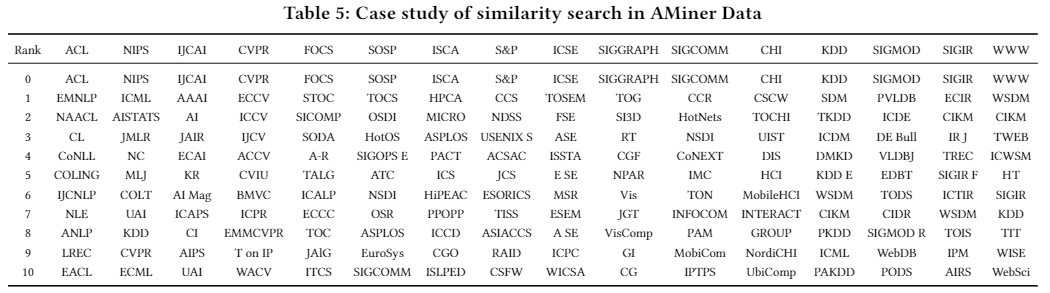 Table 5: Case study of similarity search in AMiner Data
Rank ACL NIPS IJCAI CVPR FOCS SOSP ISCA S&P ICSE SIGGRAPH SIGCOMM CHI KDD SIGMOD SIGIR WWW
0 ACL NIPS IJCAI CVPR FOCS SOSP ISCA S&P ICSE SIGGRAPH SIGCOMM CHI KDD SIGMOD SIGIR WWW
1 EMNLP ICML AAAI ECCV STOC TOCS HPCA CCS TOSEM TOG CCR CSCW SDM PVLDB ECIR WSDM
2 NAACL AISTATS AI ICCV SICOMP OSDI MICRO NDSS FSE SI3D HotNets TOCHI TKDE ICDE CIKM CIKM
3 CL JMLR JAIR IJCV SODA HotOS ASPLOS USENIX S ASE RT NSDI UIST ICDM DE Bull IR J TWEB
4 CoNLL NC ECAI ACCV A-R SIGOPS E PACT ACSAC ISSTA CGF CoNEXT DIS DMKD VLDBJ TREC ICWSM
5 COLING MLJ KR CVIU TALG ATC ICS JCS E SE NPAR IMC HCI KDD E EDBT SIGIR F HT
6 IJCNLP COLT AI Mag BMVC ICALP NSDI HiPEAC ESORICS MSR Vis TON MobileHCI WSDM TODS ICTIR SIGIR
7 NLE UAI ICAPS ICPR ECCC OSR PPOPP TISS ESEM JGT INFOCOM INTERACT CIKM CIDR WSDM KDD
8 ANLP KDD CI EMMCVPR TOC ASPLOS ICCD ASIACCS A SE VisComp PAM GROUP PKDD SIGMOD R TOIS TIT
9 LREC CVPR AIPS T on IP JAlG EuroSys CGO RAID ICPC GI MobiCom NordiCHI ICML WebDB IPM WISE
10 EACL ECML UAI WACV ITCS SIGCOMM ISLPED CSFW WICSA CG IPTPS UbiComp PAKDD PODS AIRS WebSci